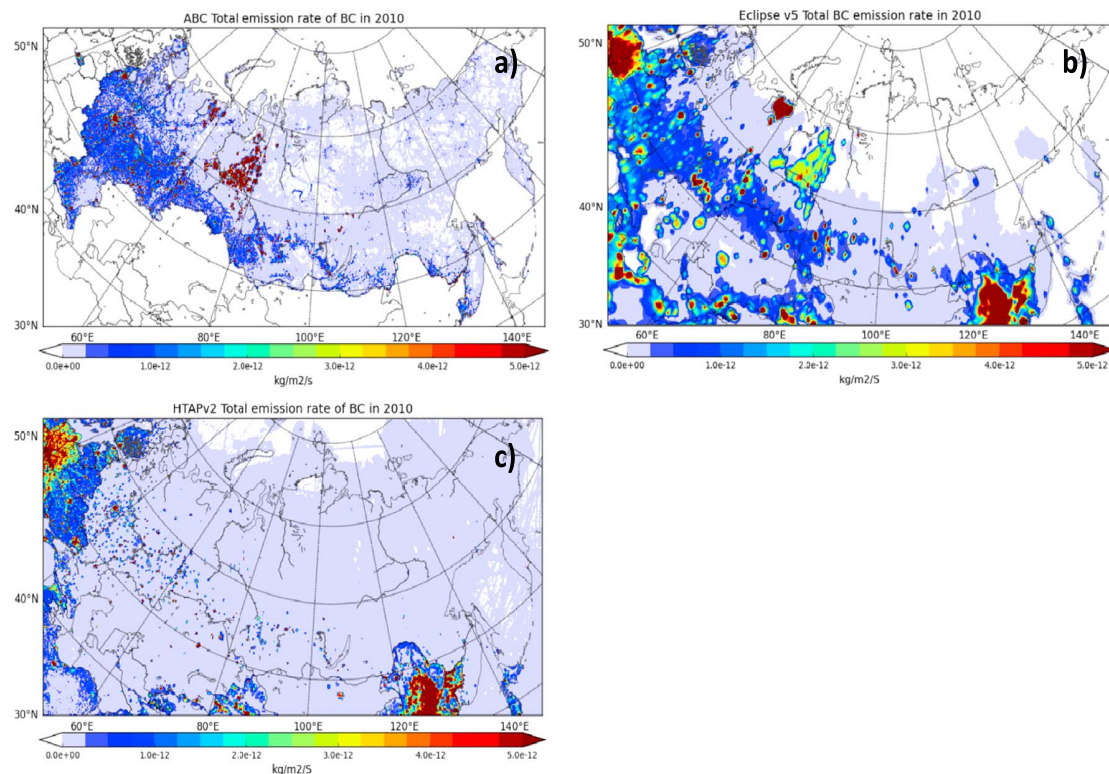 ABC Total emission rate of BC in 2010
a)
50°N
40°N
30°N
60°E 80°E 100°E 120°E 140°E
0.0e+00 1.0e-12 2.0e-12 3.0e-12 4.0e-12 5.0e-12
kg/m2/s
Eclipse v5 Total BC emission rate in 2010
b)
50°N
40°N
30°N
60°E 80°E 100°E 120°E 140°E
0.0e+00 1.0e-12 2.0e-12 3.0e-12 4.0e-12 5.0e-12
kg/m2/S
HTAPv2 Total emission rate of BC in 2010
c)
50°N
40°N
30°N
60°E 80°E 100°E 120°E 140°E
0.0e+00 1.0e-12 2.0e-12 3.0e-12 4.0e-12 5.0e-12
kg/m2/S